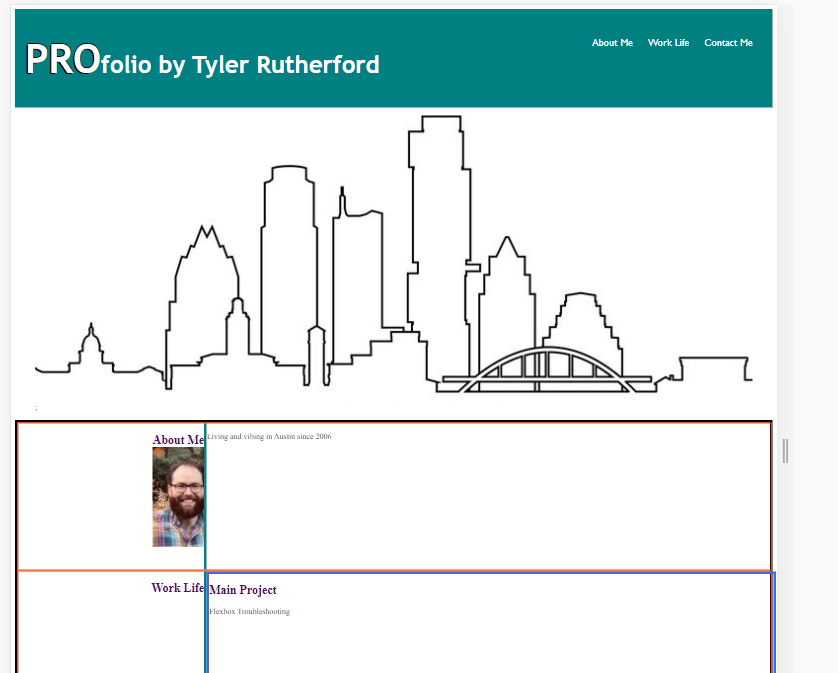 PROfolio by Tyler Rutherford
About Me Work Life Contact Me
;
About Me
Living and vibing in Austin since 2006
Work Life
Main Project
Flexbox Troubleshooting